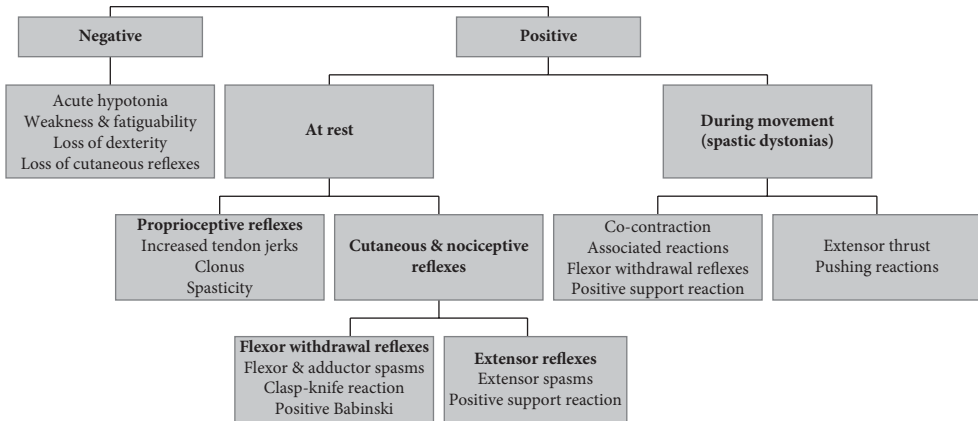 Negative
Positive
Acute hypotonia
Weakness & fatiguability
Loss of dexterity
Loss of cutaneous reflexes
At rest
During movement
(spastic dystonias)
Proprioceptive reflexes
Increased tendon jerks
Clonus
Spasticity
Cutaneous & nociceptive
reflexes
Co-contraction
Associated reactions
Flexor withdrawal reflexes
Positive support reaction
Extensor thrust
Pushing reactions
Flexor withdrawal reflexes
Flexor & adductor spasms
Clasp-knife reaction
Positive Babinski
Extensor reflexes
Extensor spasms
Positive support reaction